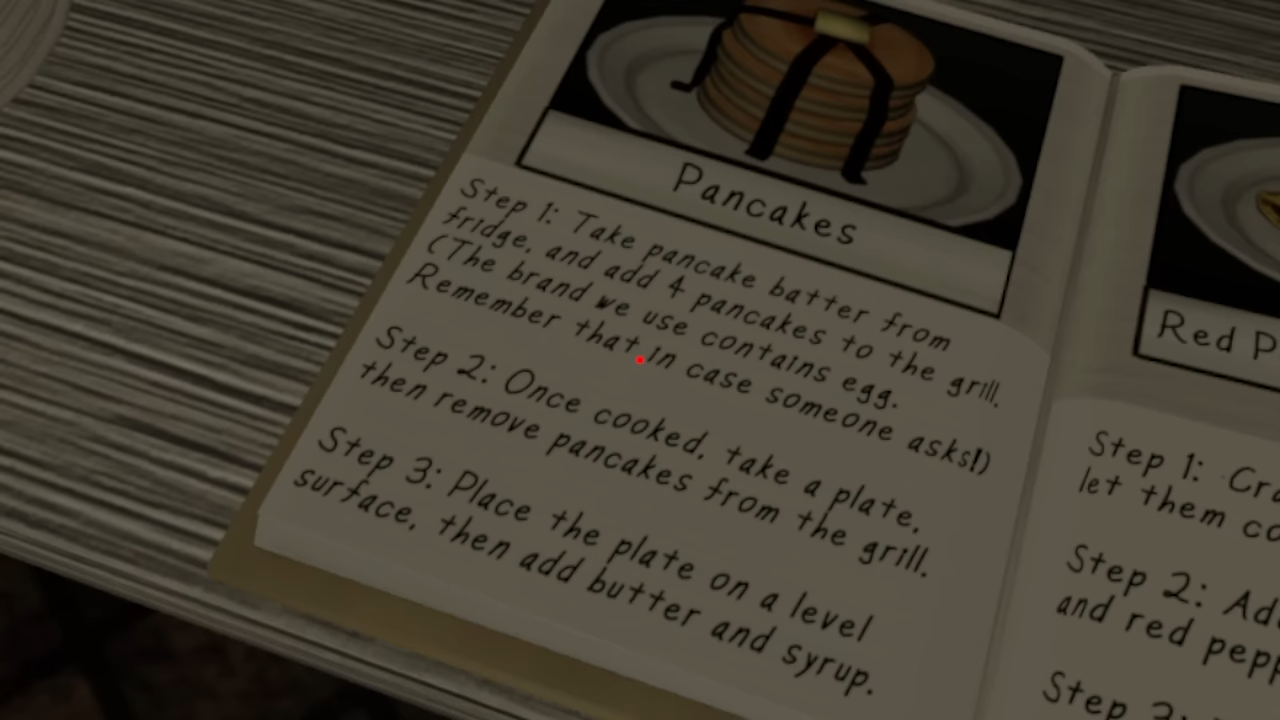 Pancakes
Step 1: Take pancake batter from
fridge, and add 4 pancakes to the grill.
(The brand we use contains egg.
Remember that in case someone asks!)
Step 2: Once cooked, take a plate,
then remove pancakes from the grill.
Step 3: Place the plate on a level
surface, then add butter and syrup.
Red
Step 1:
let them
Step 2:
and red
Step